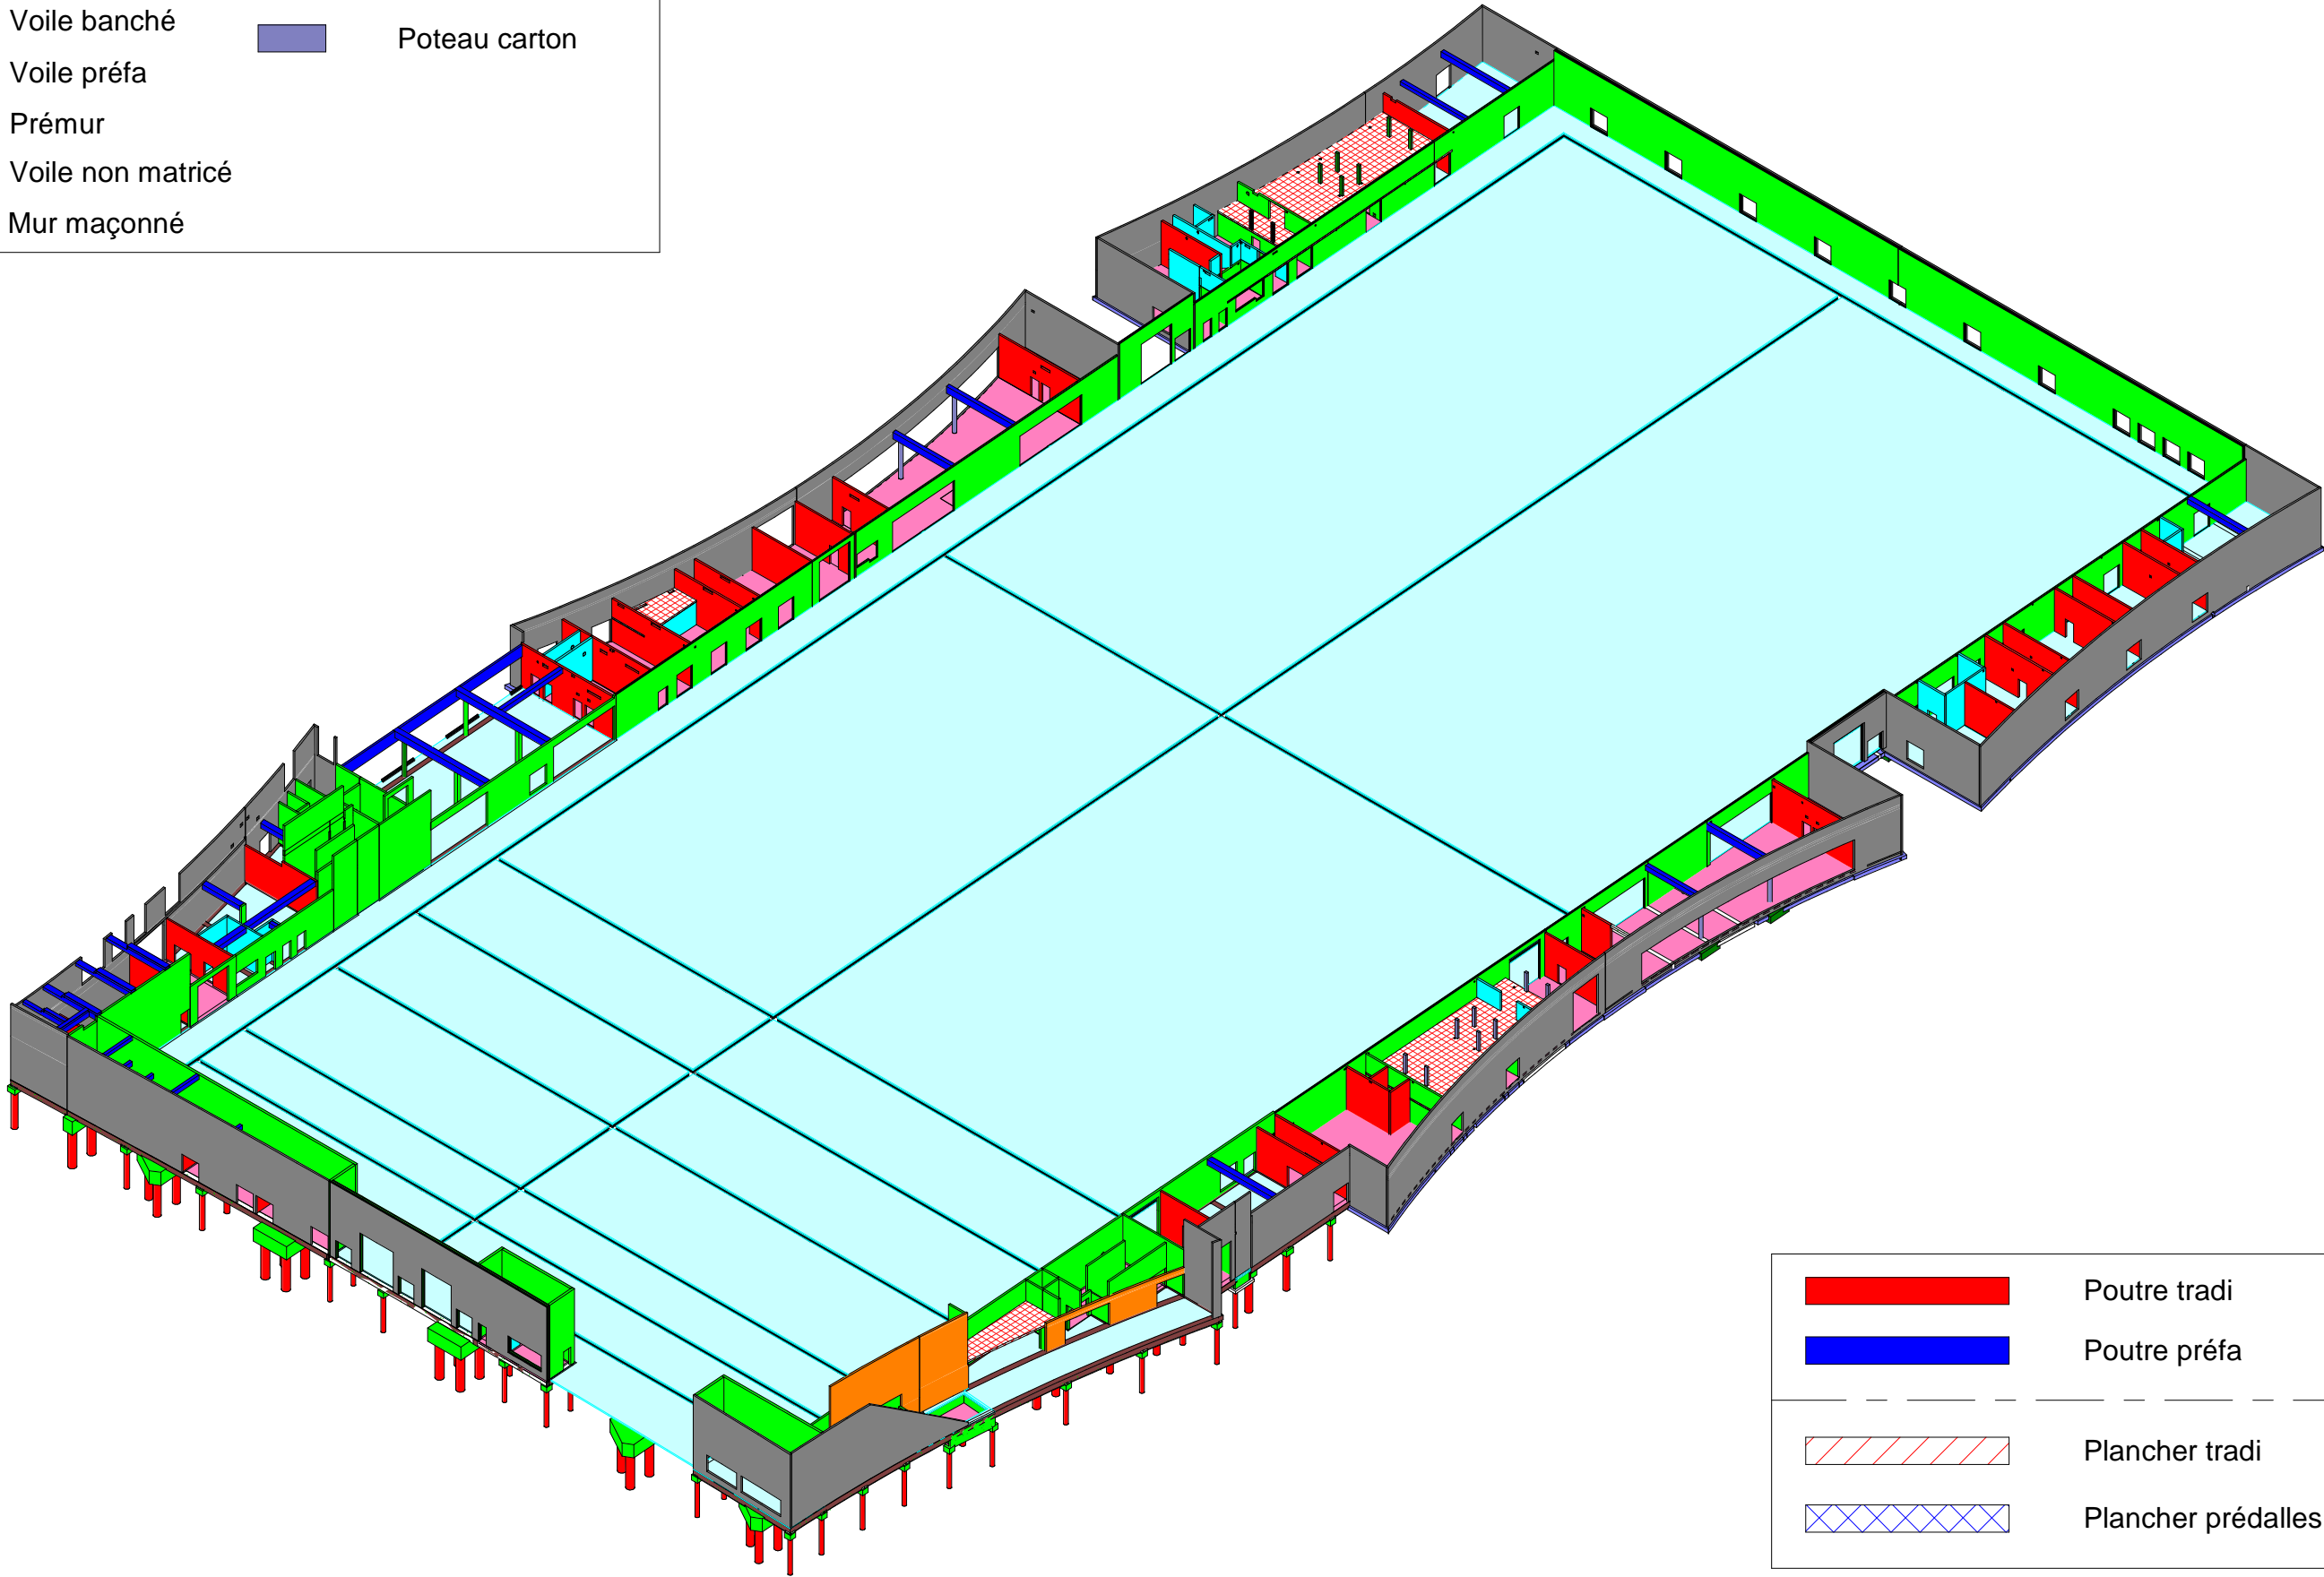 Voile banché
Poteau carton
Voile préfa
Prémur
Voile non matricé
Mur maçonné
Poutre tradi
Poutre préfa
Plancher tradi
Plancher prédalles